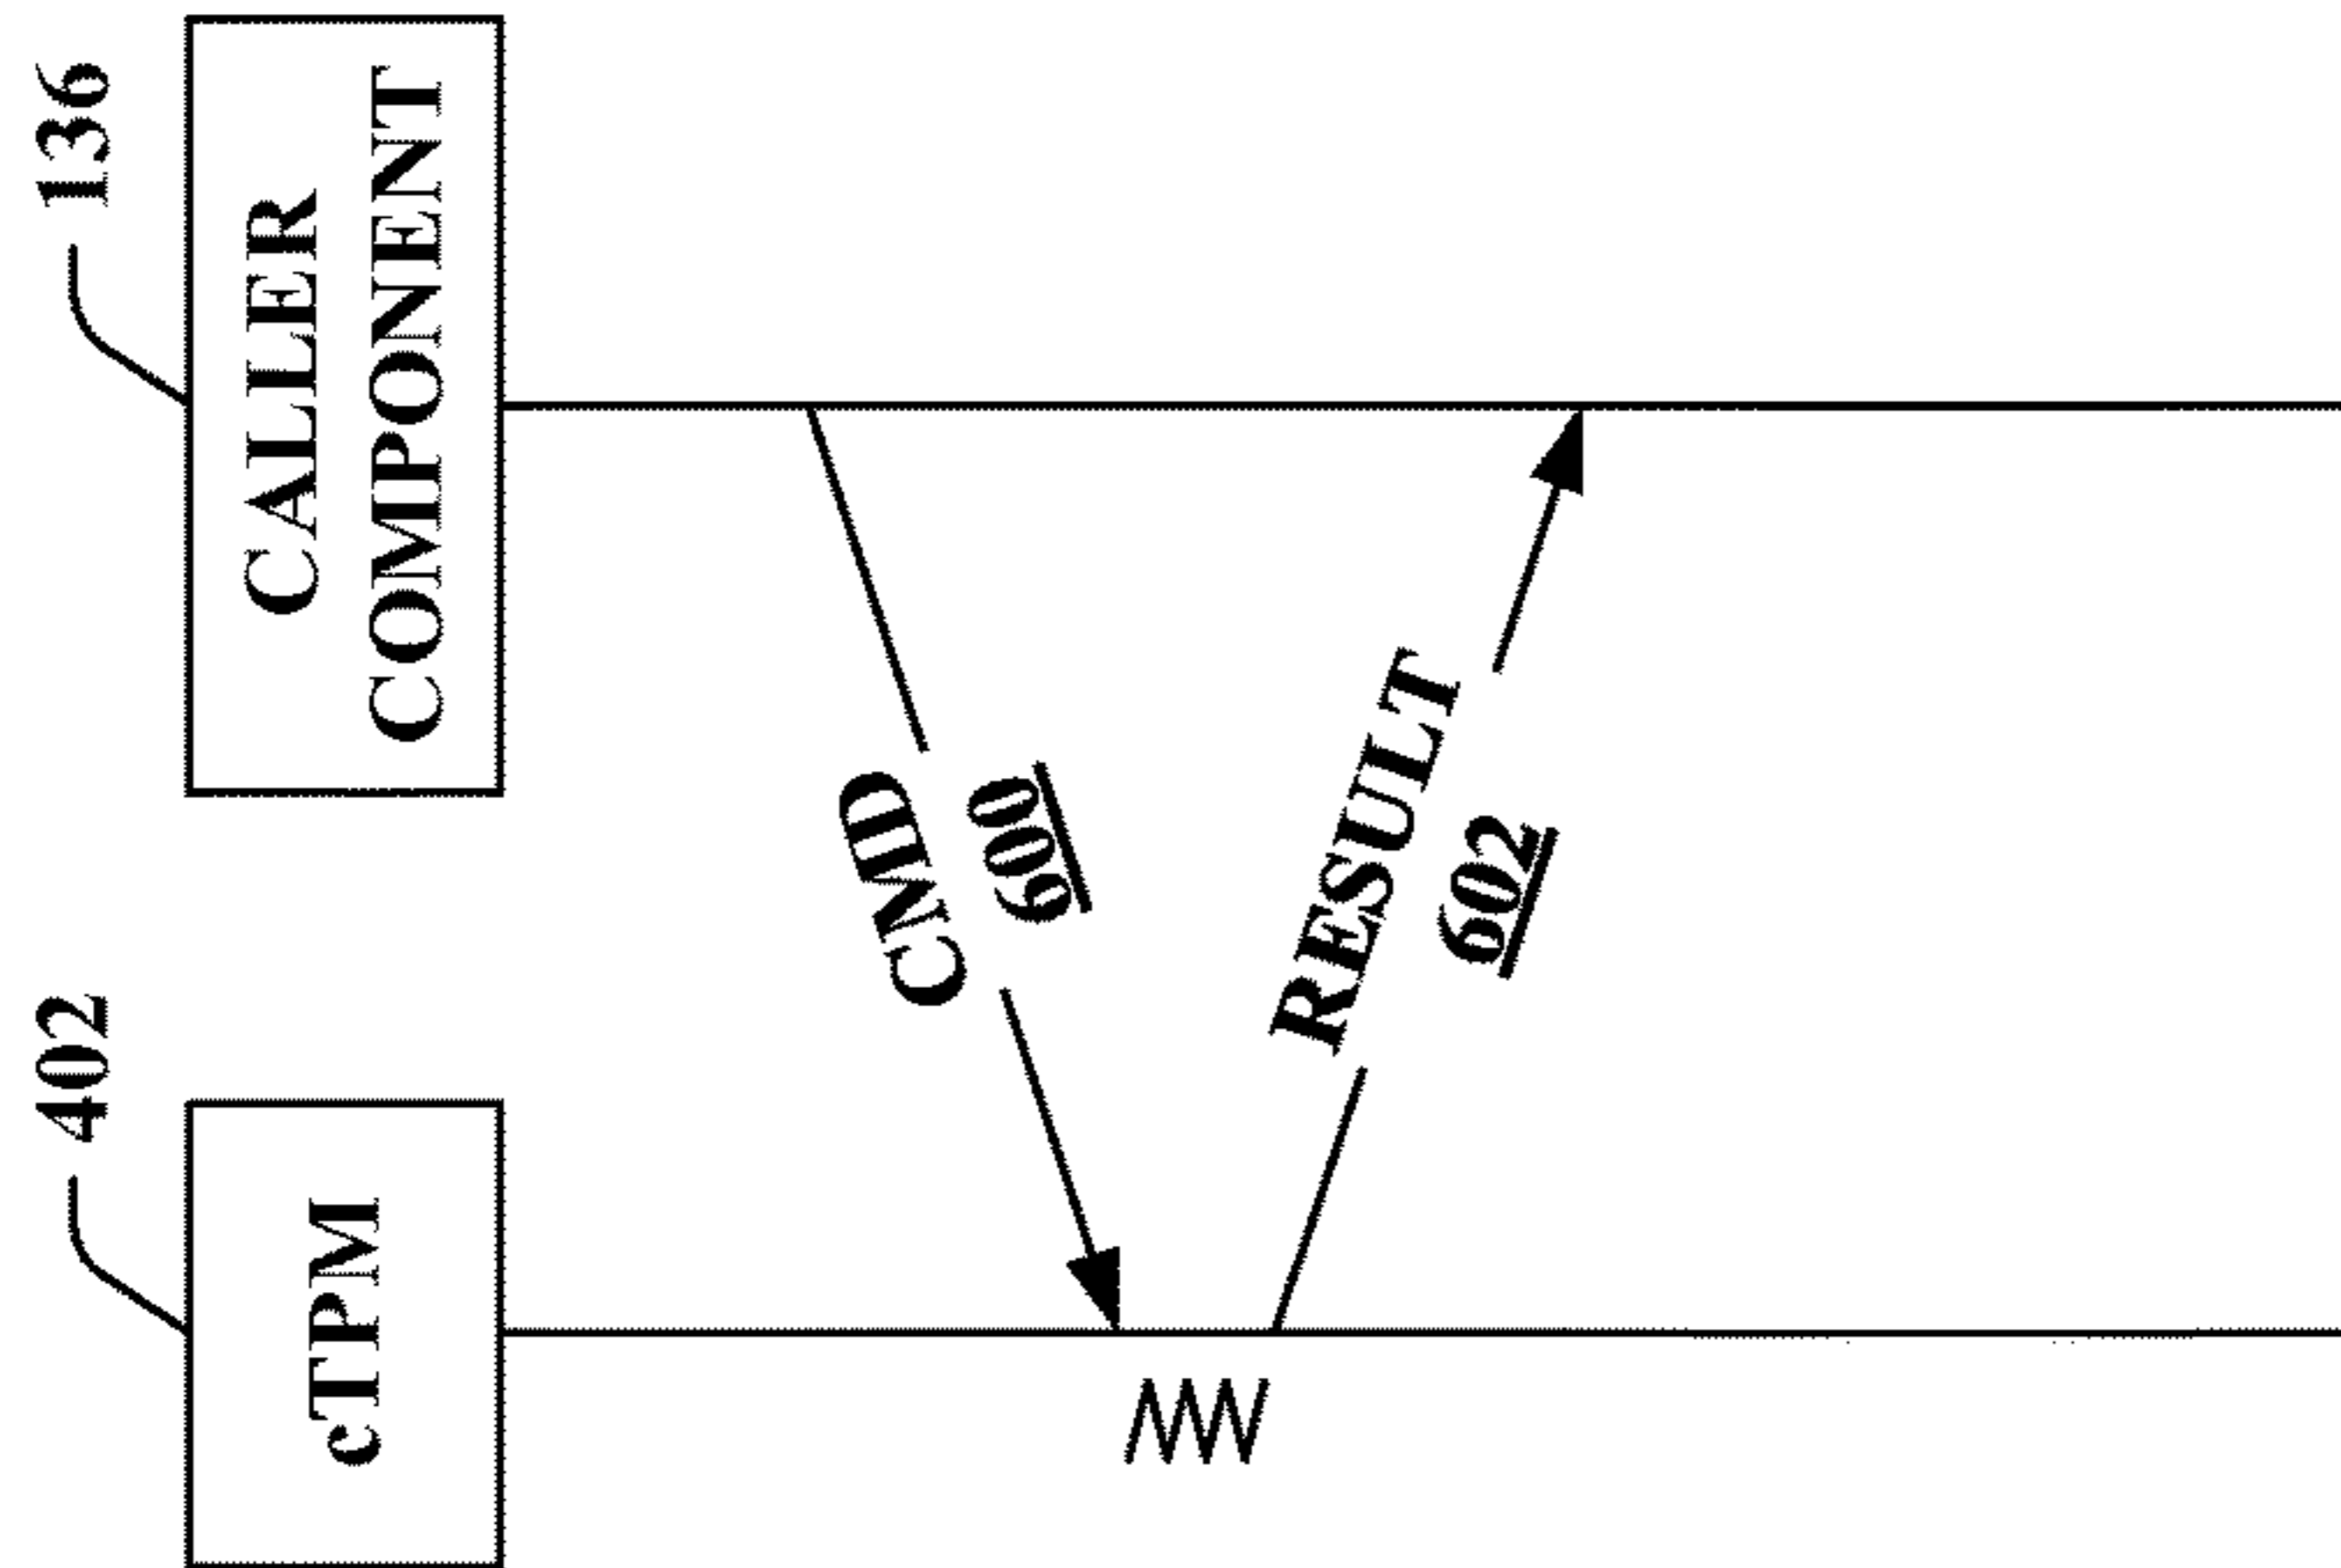 402
136
cTPM
CALLER
COMPONENT
CMD
600
RESULT
602